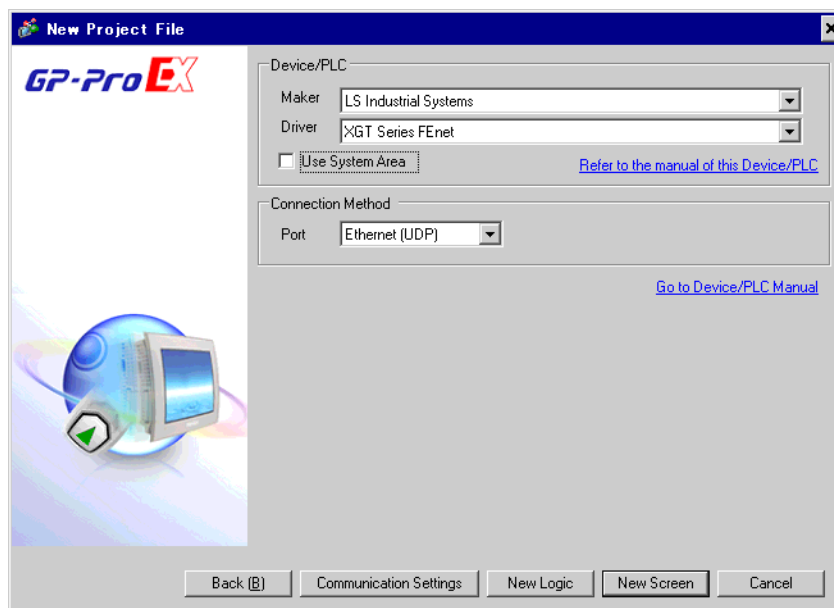 New Project File
GP-Pro EX
Device/PLC
Maker LS Industrial Systems
Driver XGT Series FEnet
Use System Area Refer to the manual of this Device/PLC
Connection Method
Port Ethernet (UDP)
Go to Device/PLC Manual
Back (B) Communication Settings New Logic New Screen Cancel